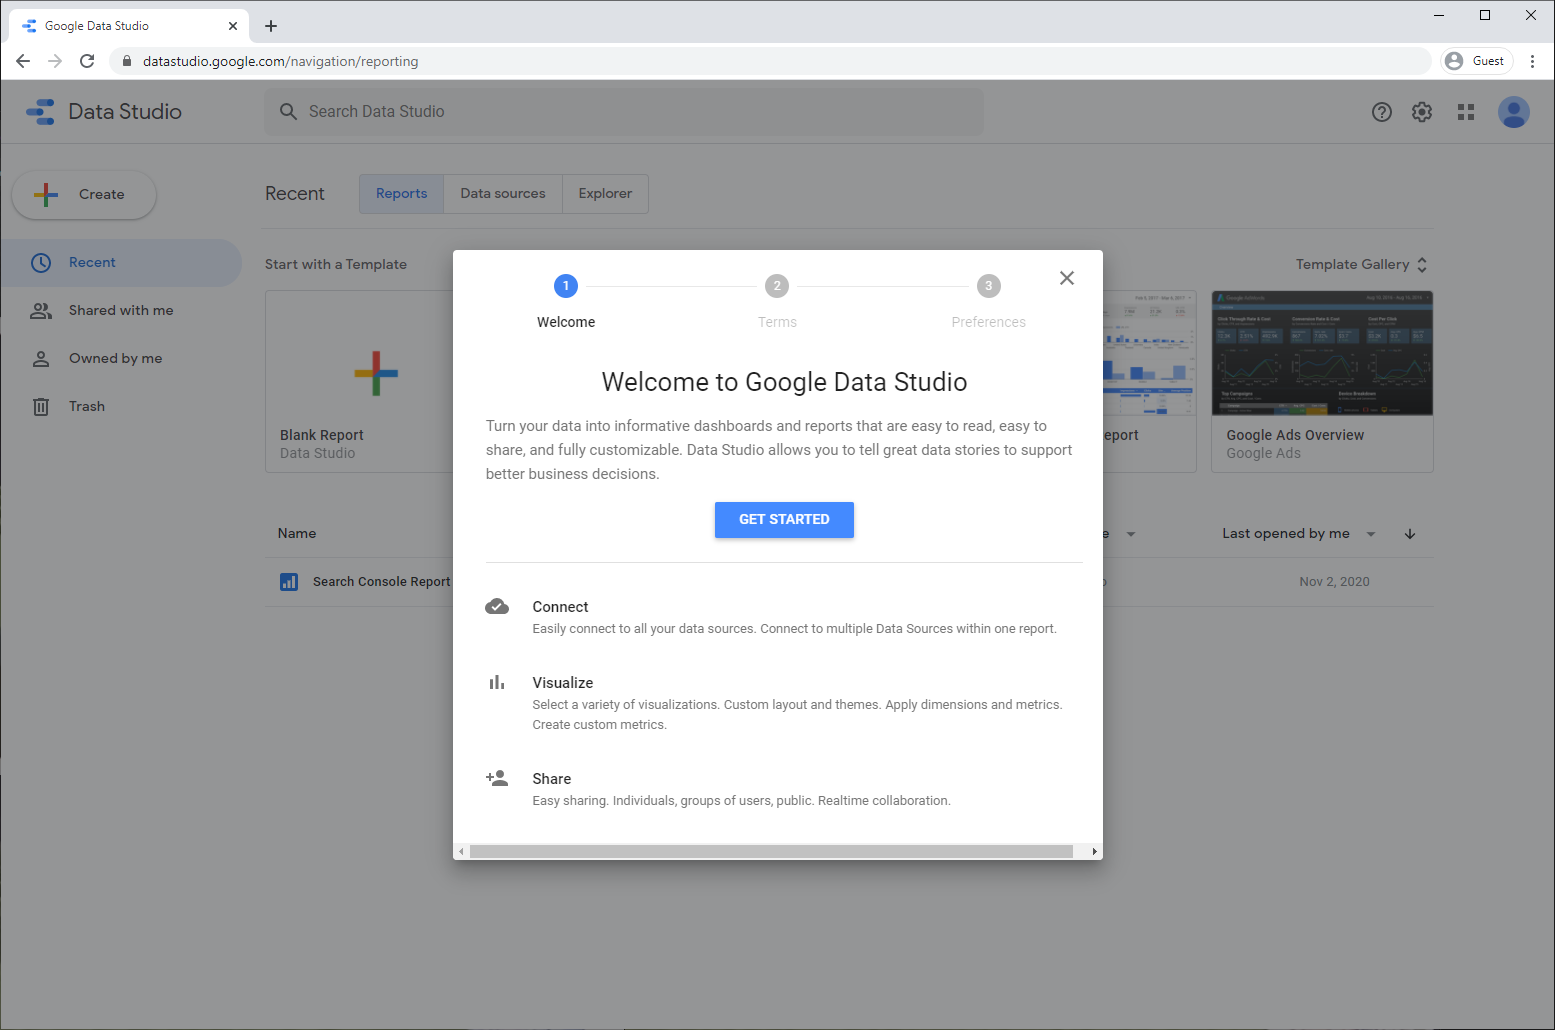 Google Data Studio
datastudio.google.com/navigation/reporting
Guest
Data Studio
Search Data Studio
Create
Recent
Reports
Data sources
Explorer
Recent
Shared with me
Owned by me
Trash
Start with a Template
Template Gallery
Blank Report
Data Studio
eport
Google Ads Overview
Google Ads
Name
Last opened by me
Search Console Report
Nov 2, 2020
1
2
3
Welcome
Terms
Preferences
Welcome to Google Data Studio
Turn your data into informative dashboards and reports that are easy to read, easy to
share, and fully customizable. Data Studio allows you to tell great data stories to support
better business decisions.
GET STARTED
Connect
Easily connect to all your data sources. Connect to multiple Data Sources within one report.
Visualize
Select a variety of visualizations. Custom layout and themes. Apply dimensions and metrics.
Create custom metrics.
Share
Easy sharing. Individuals, groups of users, public. Realtime collaboration.